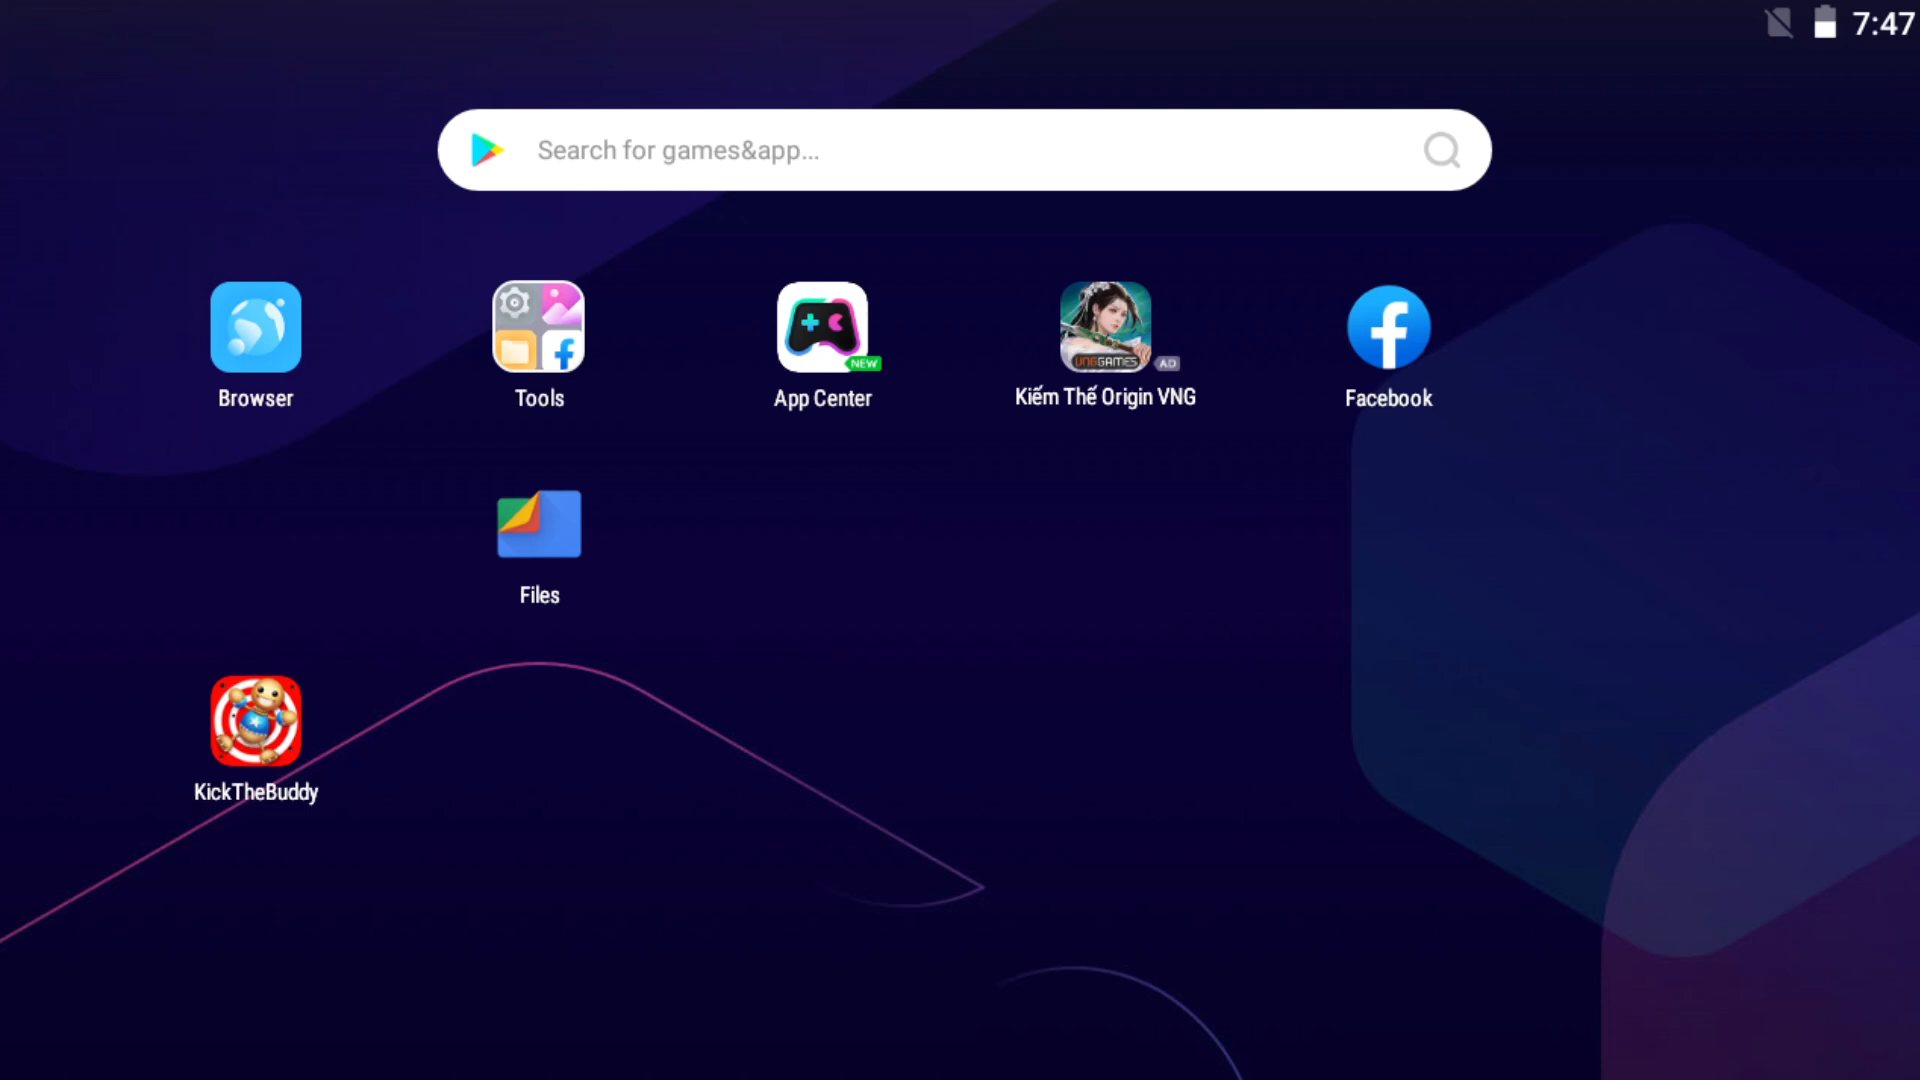 7:47
Search for games&app...
NEW
VNGGAMES
AD
Browser
Tools
App Center
Kiếm Thế Origin VNG
Facebook
Files
KickTheBuddy